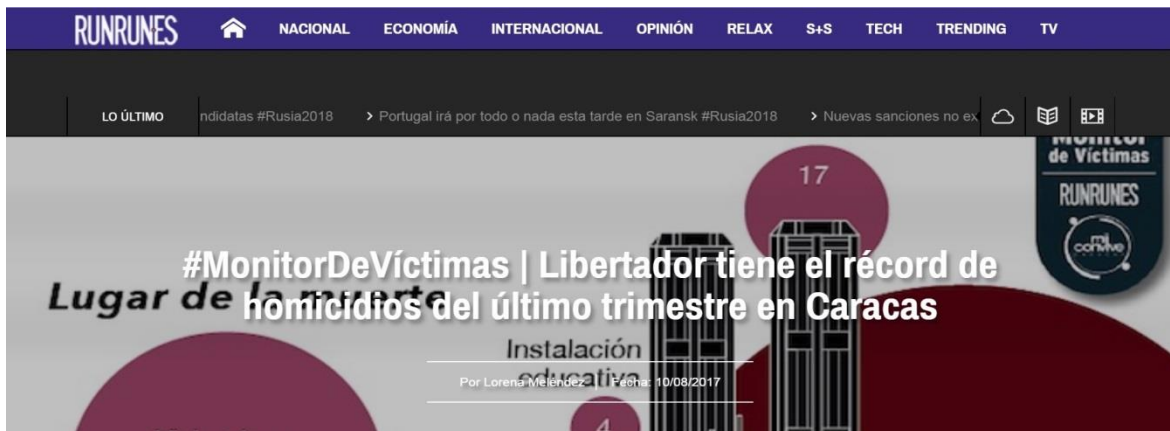 RUNRUNES NACIONAL ECONOMÍA INTERNACIONAL OPINIÓN RELAX S+S TECH TRENDING TV
LO ÚLTIMO ndidatas #Rusia2018 > Portugal irá por todo o nada esta tarde en Saransk #Rusia2018 > Nuevas sanciones no ex
Monitor
de Víctimas
RUNRUNES
mi convive
17
#MonitorDeVíctimas | Libertador tiene el récord de
homicidios del último trimestre en Caracas
Lugar de la muerte
Instalación
educativa
Por Lorena Meléndez | Fecha: 10/08/2017
4